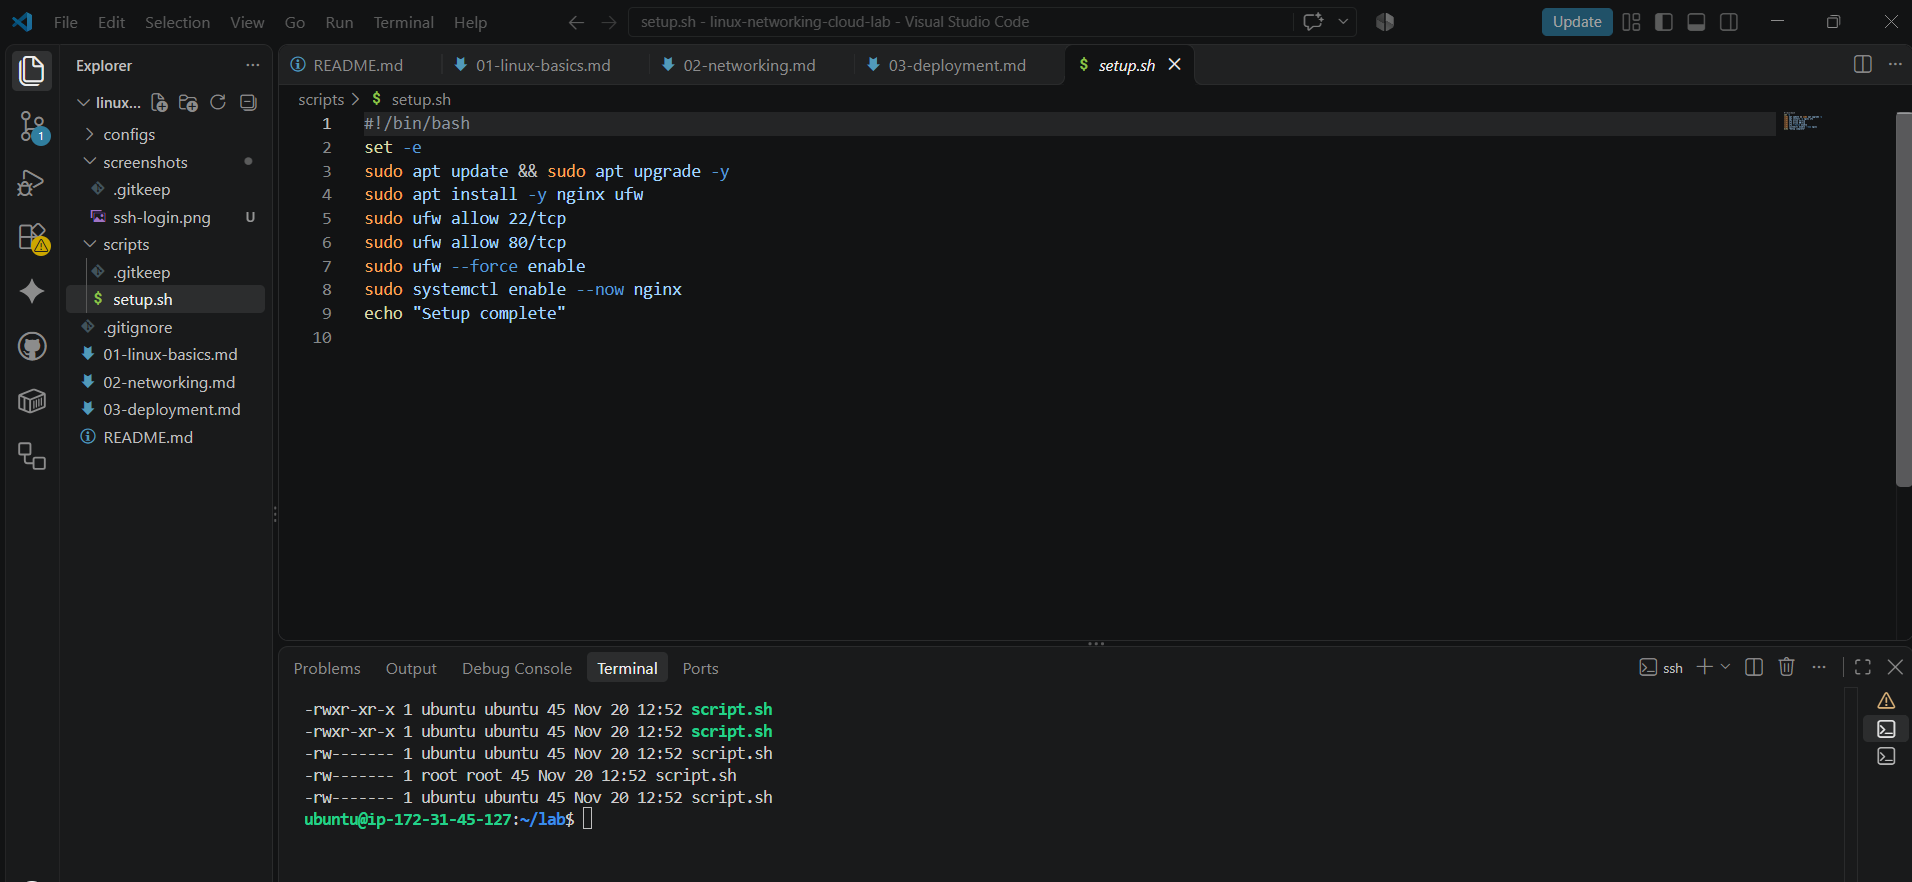 File Edit Selection View Go Run Terminal Help
setup.sh - linux-networking-cloud-lab - Visual Studio Code
Update
Explorer
linux...
configs
screenshots
.gitkeep
ssh-login.png U
scripts
.gitkeep
$ setup.sh
.gitignore
01-linux-basics.md
02-networking.md
03-deployment.md
README.md
1
README.md 01-linux-basics.md 02-networking.md 03-deployment.md $ setup.sh
scripts > $ setup.sh
1 #!/bin/bash
2 set -e
3 sudo apt update && sudo apt upgrade -y
4 sudo apt install -y nginx ufw
5 sudo ufw allow 22/tcp
6 sudo ufw allow 80/tcp
7 sudo ufw --force enable
8 sudo systemctl enable --now nginx
9 echo "Setup complete"
10
Problems Output Debug Console Terminal Ports
ssh
-rwxr-xr-x 1 ubuntu ubuntu 45 Nov 20 12:52 script.sh
-rwxr-xr-x 1 ubuntu ubuntu 45 Nov 20 12:52 script.sh
-rw------- 1 ubuntu ubuntu 45 Nov 20 12:52 script.sh
-rw------- 1 root root 45 Nov 20 12:52 script.sh
-rw------- 1 ubuntu ubuntu 45 Nov 20 12:52 script.sh
ubuntu@ip-172-31-45-127:~/lab$